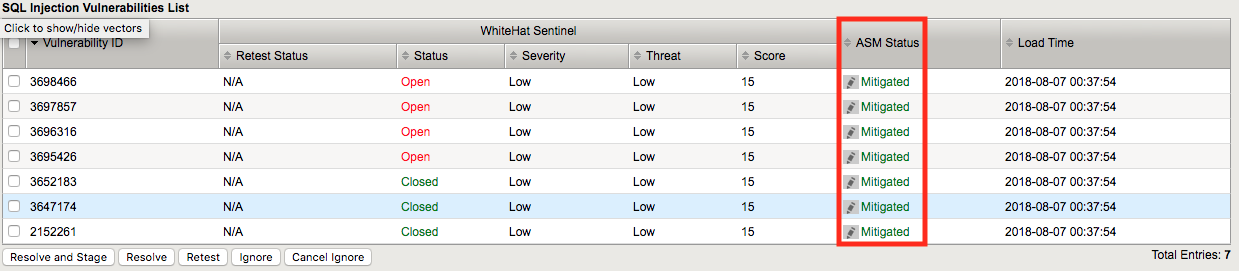 SQL Injection Vulnerabilities List
Click to show/hide vectors
Vulnerability ID WhiteHat Sentinel ASM Status Load Time
Retest Status Status Severity Threat Score
3698466 N/A Open Low Low 15 Mitigated 2018-08-07 00:37:54
3697857 N/A Open Low Low 15 Mitigated 2018-08-07 00:37:54
3696316 N/A Open Low Low 15 Mitigated 2018-08-07 00:37:54
3695426 N/A Open Low Low 15 Mitigated 2018-08-07 00:37:54
3652183 N/A Closed Low Low 15 Mitigated 2018-08-07 00:37:54
3647174 N/A Closed Low Low 15 Mitigated 2018-08-07 00:37:54
2152261 N/A Closed Low Low 15 Mitigated 2018-08-07 00:37:54
Resolve and Stage Resolve Retest Ignore Cancel Ignore Total Entries: 7